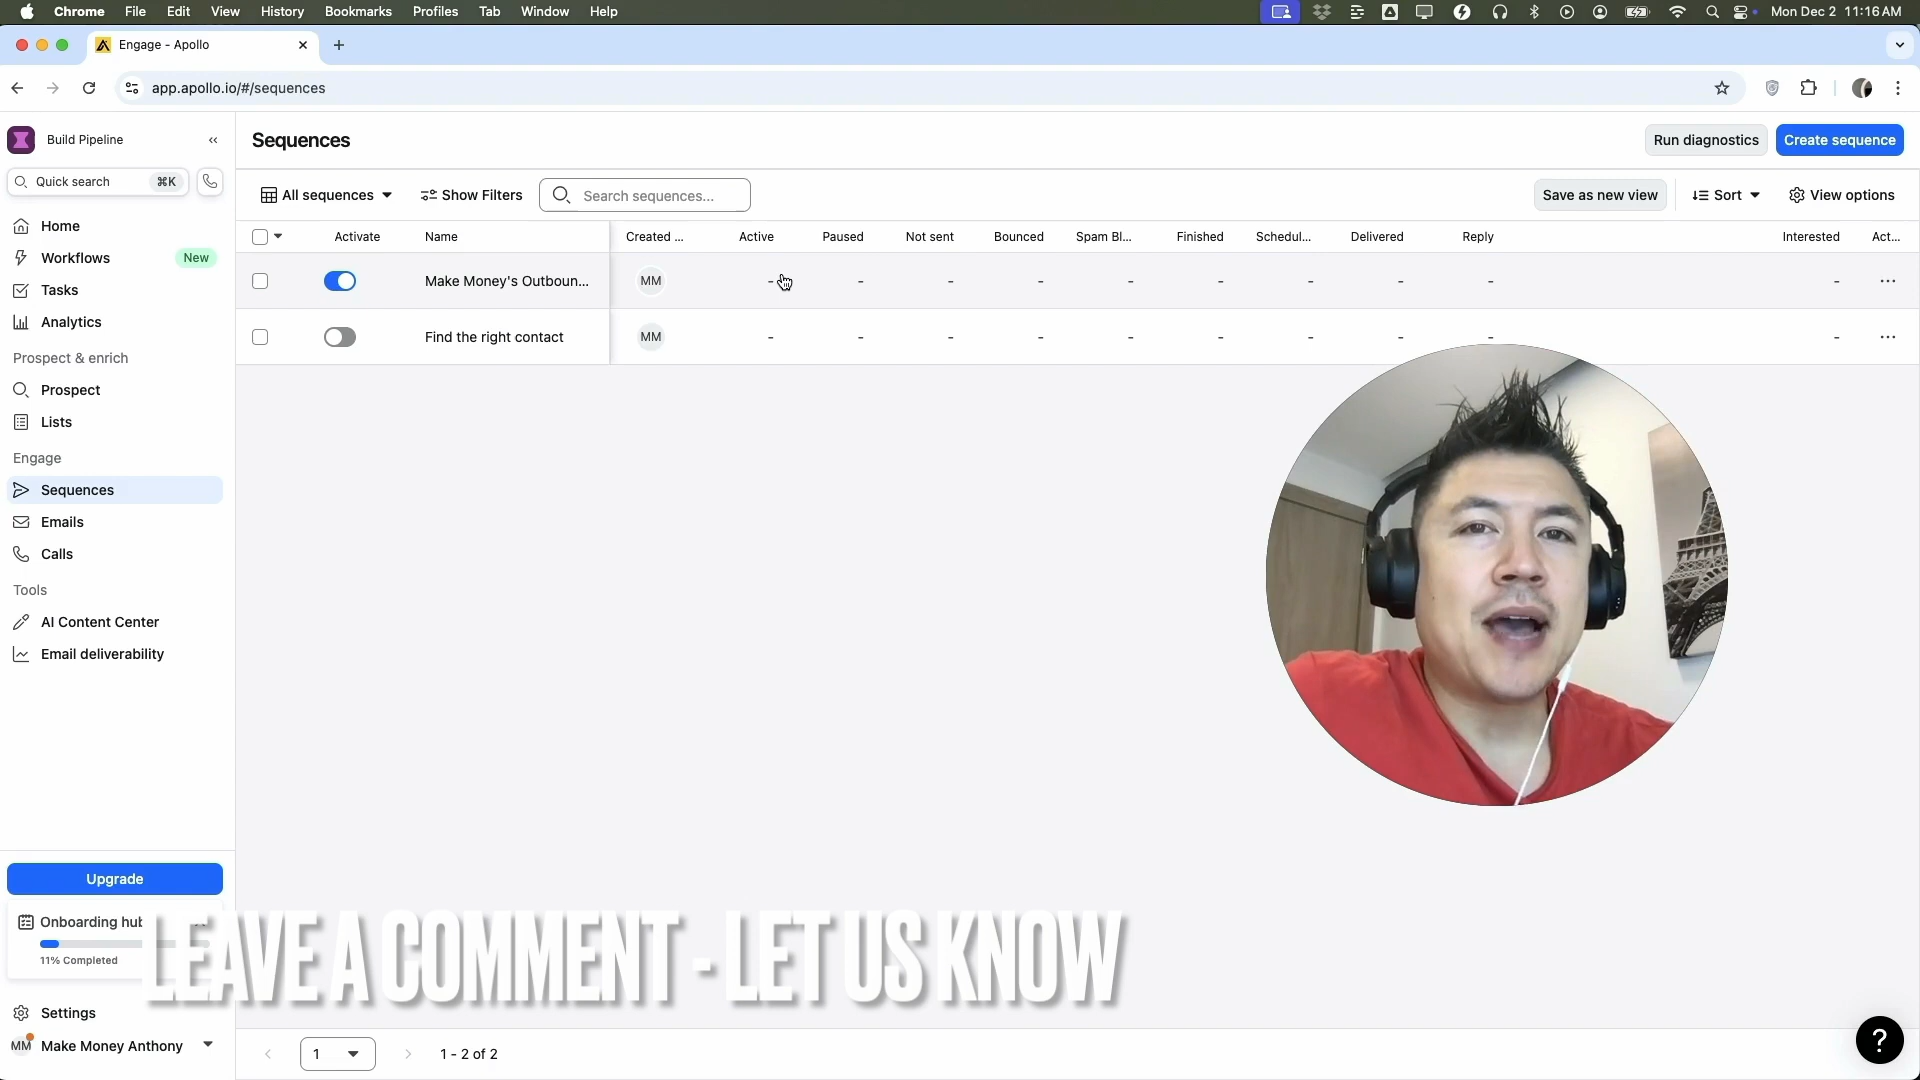 Chrome File Edit View History Bookmarks Profiles Tab Window Help Mon Dec 2 11:16 AM
Engage - Apollo
app.apollo.io/#/sequences
Build Pipeline
Quick search ⌘K
Home
Workflows New
Tasks
Analytics
Prospect & enrich
Prospect
Lists
Engage
Sequences
Emails
Calls
Tools
AI Content Center
Email deliverability
Upgrade
Onboarding hub
11% Completed
Settings
MM Make Money Anthony
Sequences
Run diagnostics Create sequence
All sequences Show Filters Search sequences... Save as new view Sort View options
Activate Name Created ... Active Paused Not sent Bounced Spam Bl... Finished Schedul... Delivered Reply Interested Act...
Make Money's Outboun... MM - - - - - - - - - - ...
Find the right contact MM - - - - - - - - - - ...
LEAVE A COMMENT - LET US KNOW
1 1 - 2 of 2
?